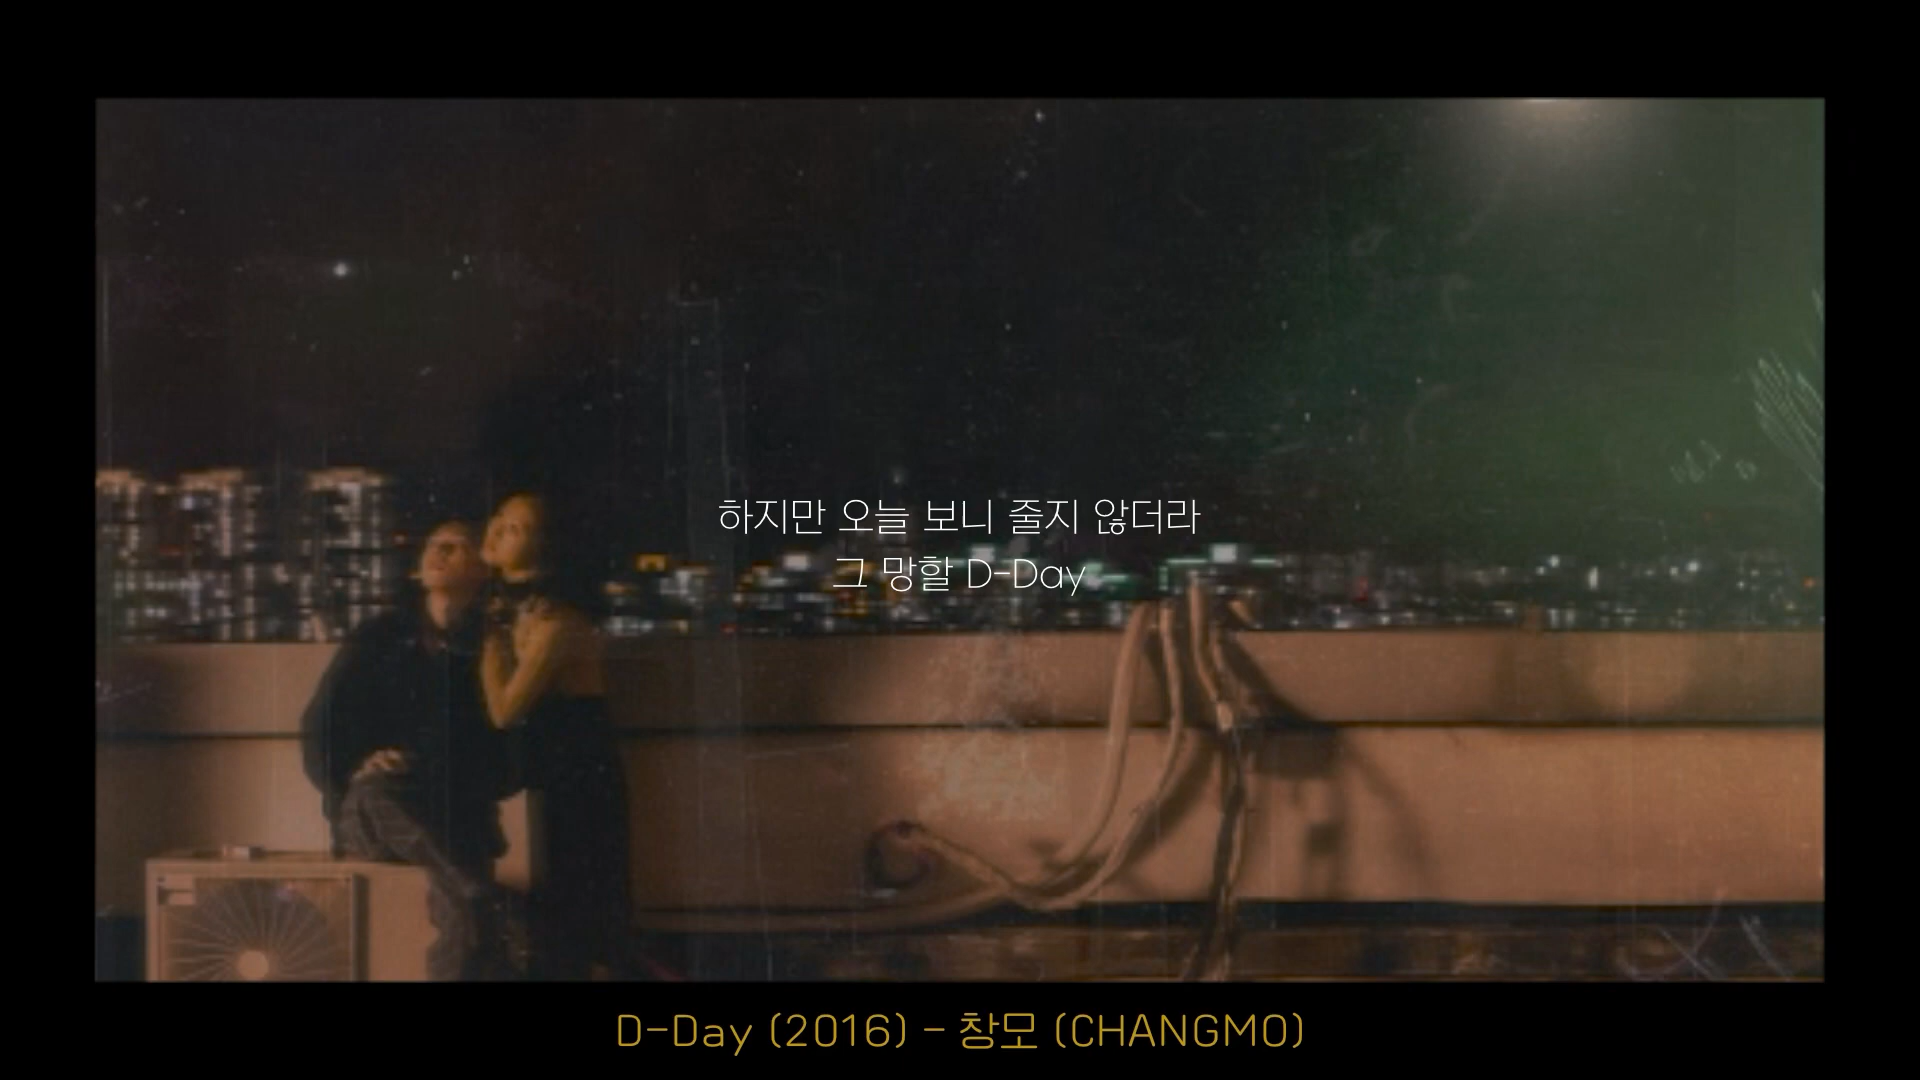 하지만 오늘 보니 줄지 않더라
그 망할 D-Day
D-Day (2016) - 창모 (CHANGMO)